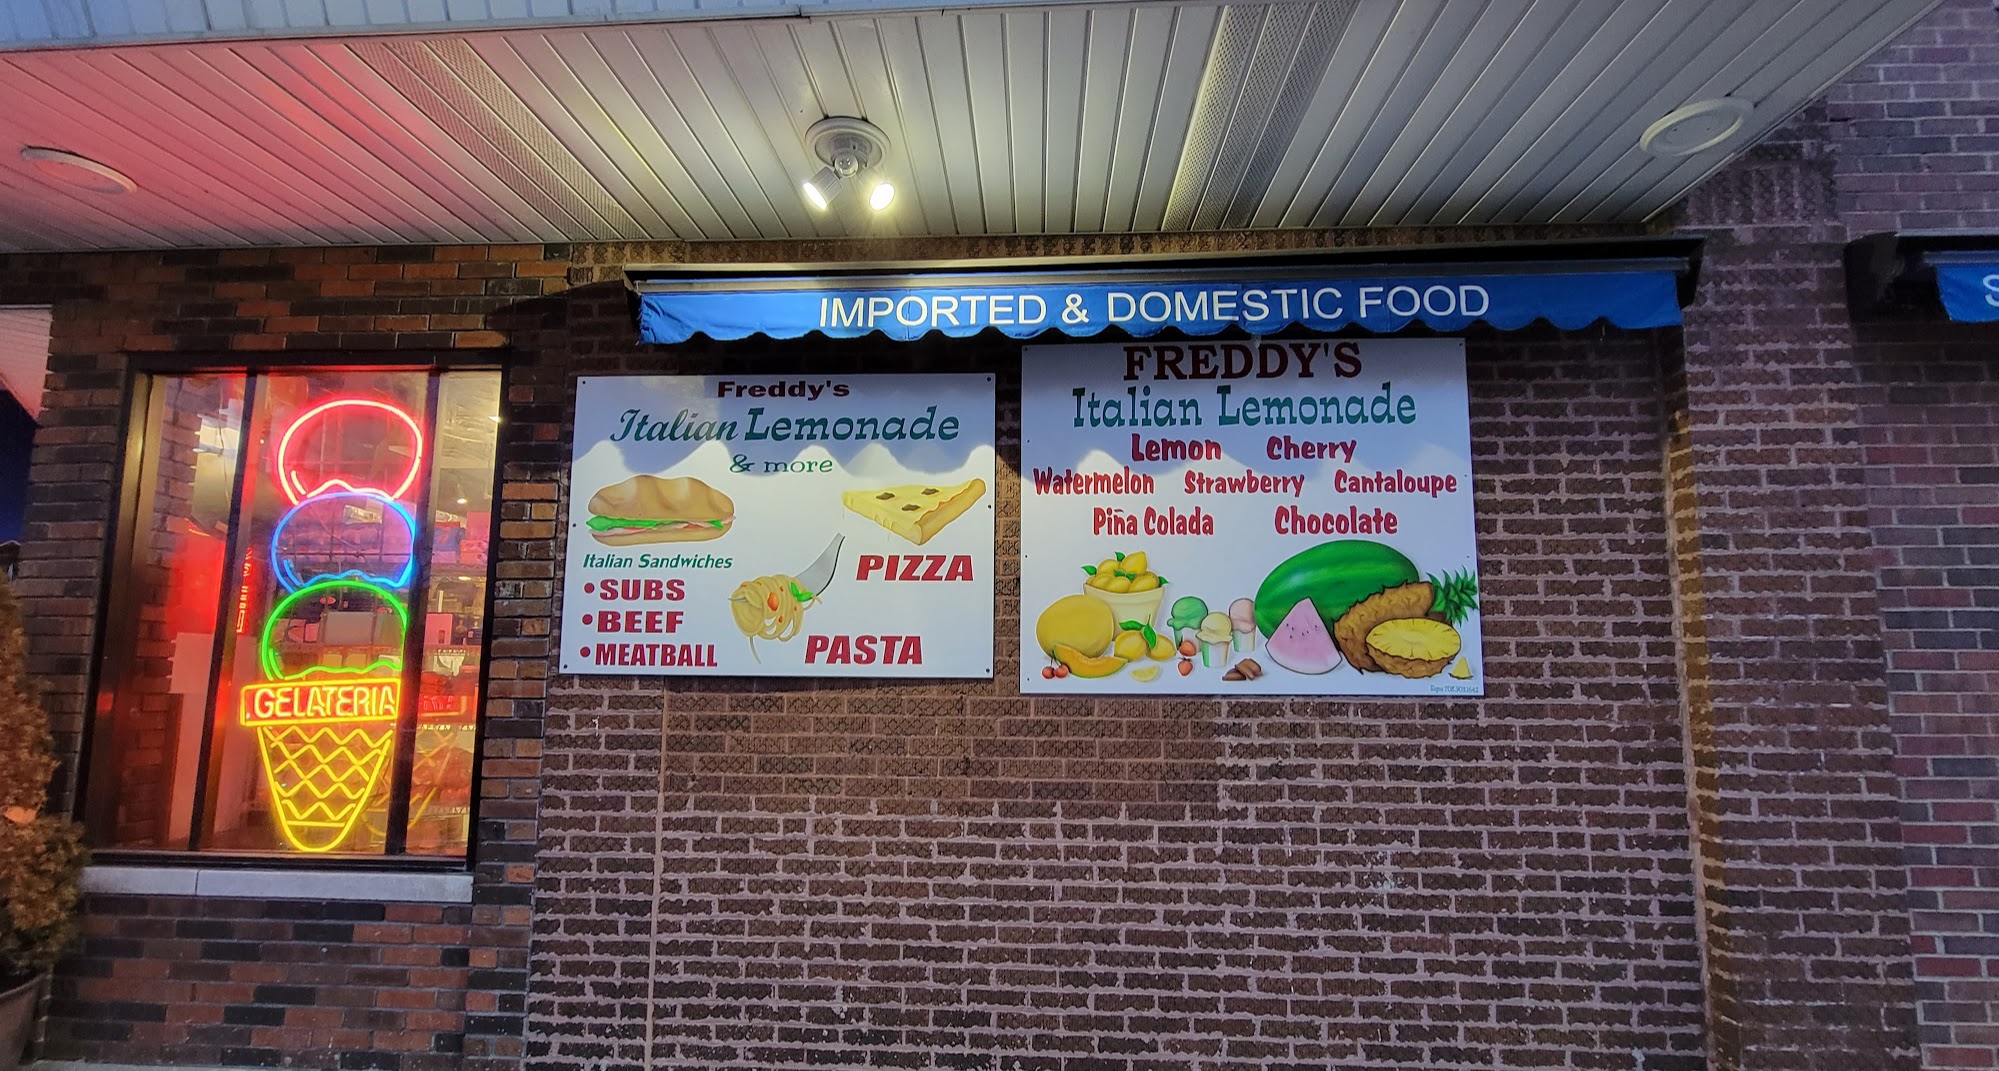 IMPORTED & DOMESTIC FOOD
S
GELATERIA
Freddy's
Italian Lemonade
& more
Italian Sandwiches
•SUBS
•BEEF
•MEATBALL
PIZZA
PASTA
FREDDY'S
Italian Lemonade
Lemon Cherry
Watermelon Strawberry Cantaloupe
Piña Colada Chocolate